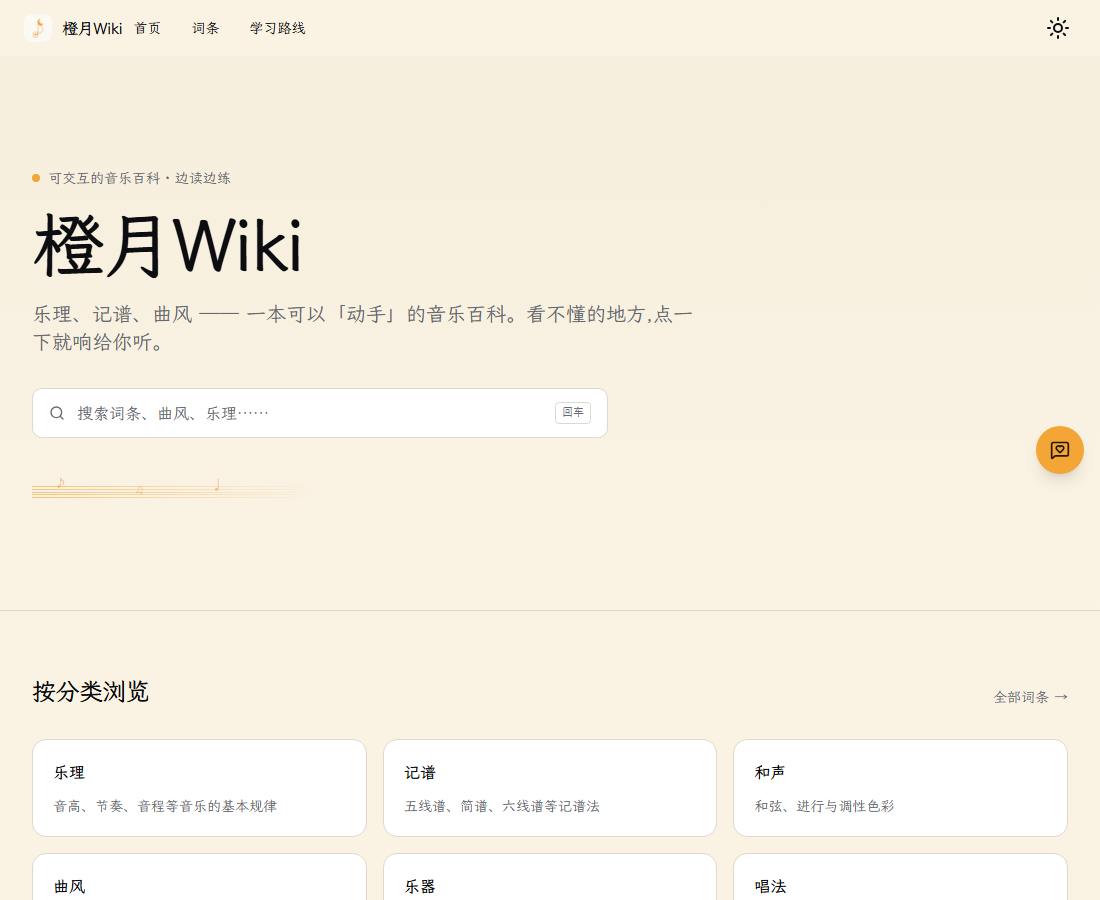 橙月Wiki 首页 词条 学习路线
可交互的音乐百科·边读边练
橙月Wiki
乐理、记谱、曲风 —— 一本可以「动手」的音乐百科。看不懂的地方,点一
下就响给你听。
搜索词条、曲风、乐理…… 回车
按分类浏览
全部词条 →
乐理
音高、节奏、音程等音乐的基本规律
记谱
五线谱、简谱、六线谱等记谱法
和声
和弦、进行与调性色彩
曲风
乐器
唱法